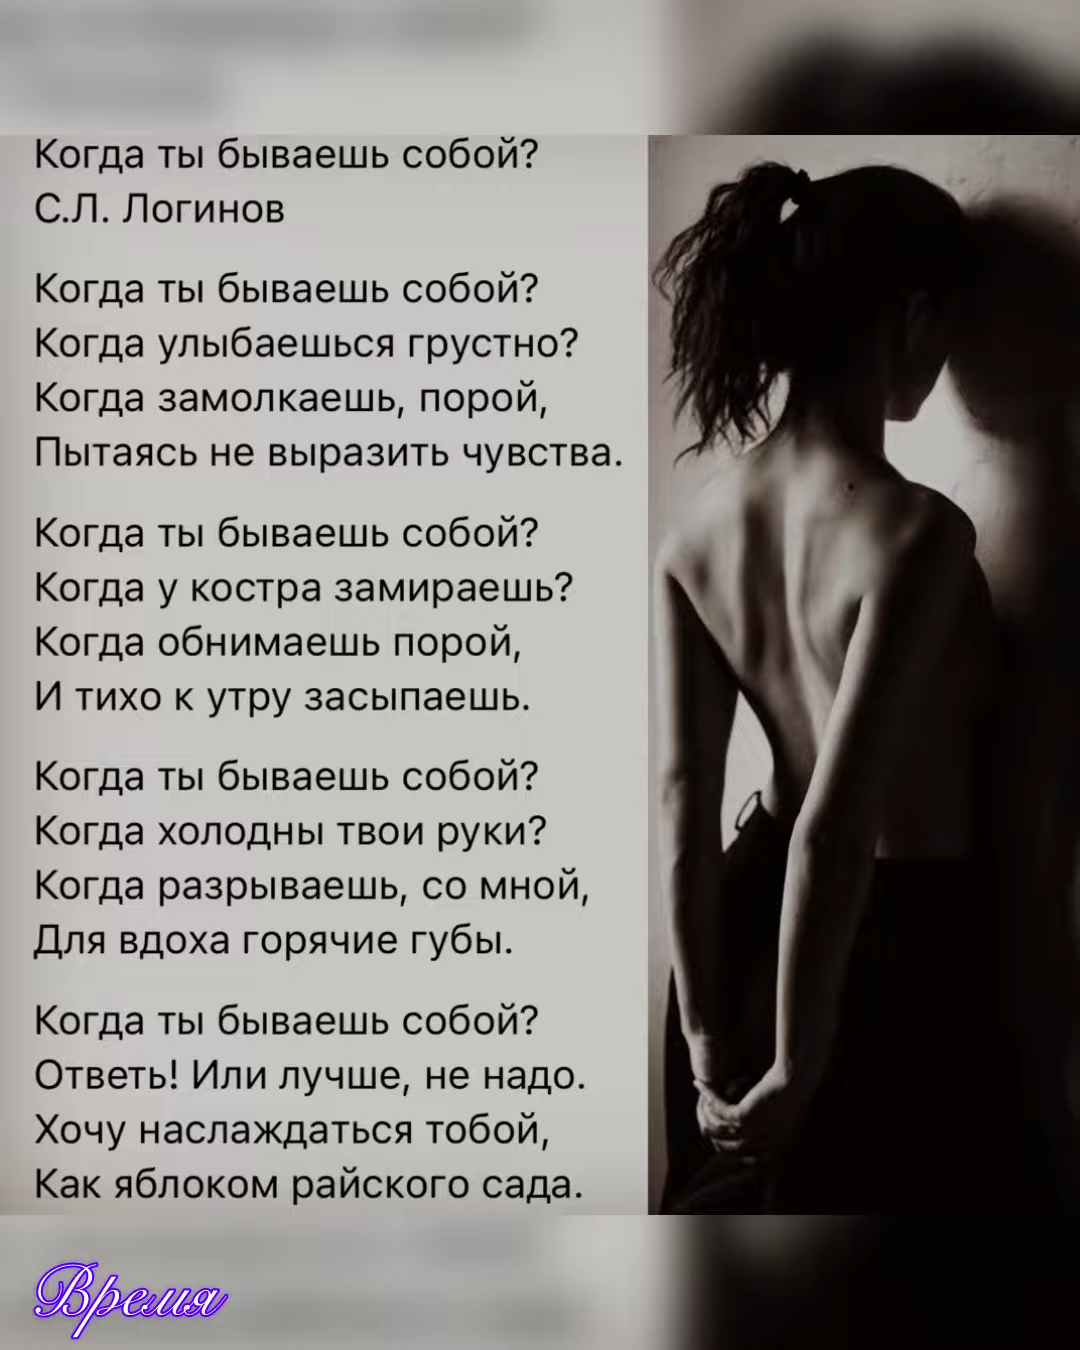 Когда ты бываешь собой?
С.Л. Логинов
Когда ты бываешь собой?
Когда улыбаешься грустно?
Когда замолкаешь, порой,
Пытаясь не выразить чувства.
Когда ты бываешь собой?
Когда у костра замираешь?
Когда обнимаешь порой,
И тихо к утру засыпаешь.
Когда ты бываешь собой?
Когда холодны твои руки?
Когда разрываешь, со мной,
Для вдоха горячие губы.
Когда ты бываешь собой?
Ответь! Или лучше, не надо.
Хочу наслаждаться тобой,
Как яблоком райского сада.
Время